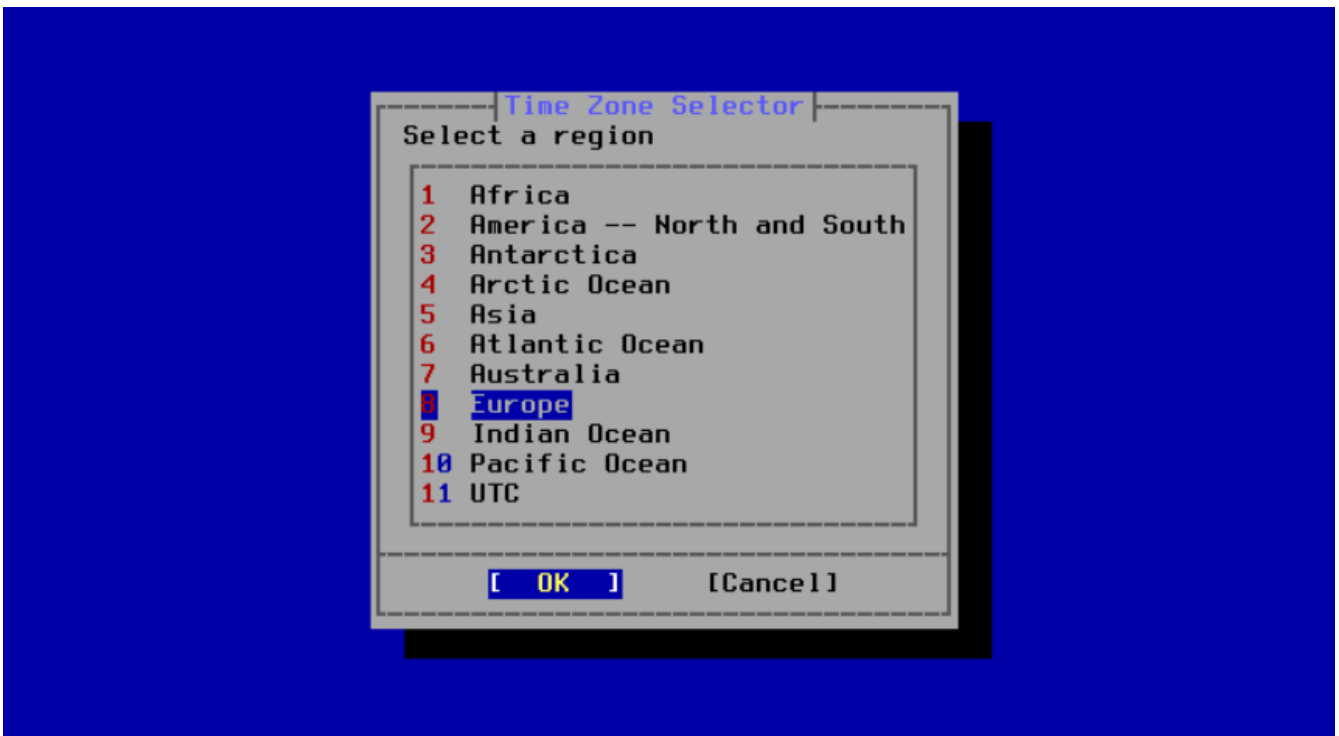 Time Zone Selector
Select a region
1 Africa
2 America -- North and South
3 Antarctica
4 Arctic Ocean
5 Asia
6 Atlantic Ocean
7 Australia
8 Europe
9 Indian Ocean
10 Pacific Ocean
11 UTC
[ OK ] [Cancel]